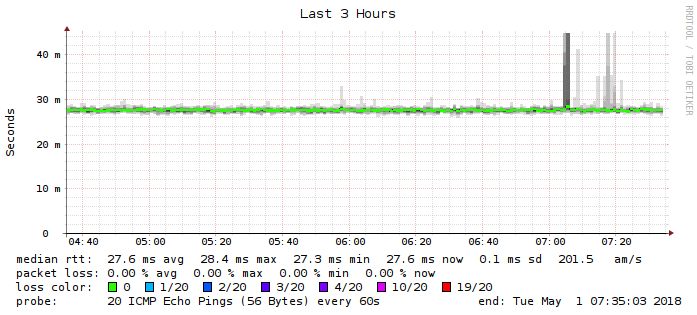 Last 3 Hours
RRDTOOL / TOBI OETIKER
Seconds
40 m
30 m
20 m
10 m
0
04:40 05:00 05:20 05:40 06:00 06:20 06:40 07:00 07:20
median rtt: 27.6 ms avg 28.4 ms max 27.3 ms min 27.6 ms now 0.1 ms sd 201.5 am/s
packet loss: 0.00 % avg 0.00 % max 0.00 % min 0.00 % now
loss color: 0 1/20 2/20 3/20 4/20 10/20 19/20
probe: 20 ICMP Echo Pings (56 Bytes) every 60s end: Tue May 1 07:35:03 2018